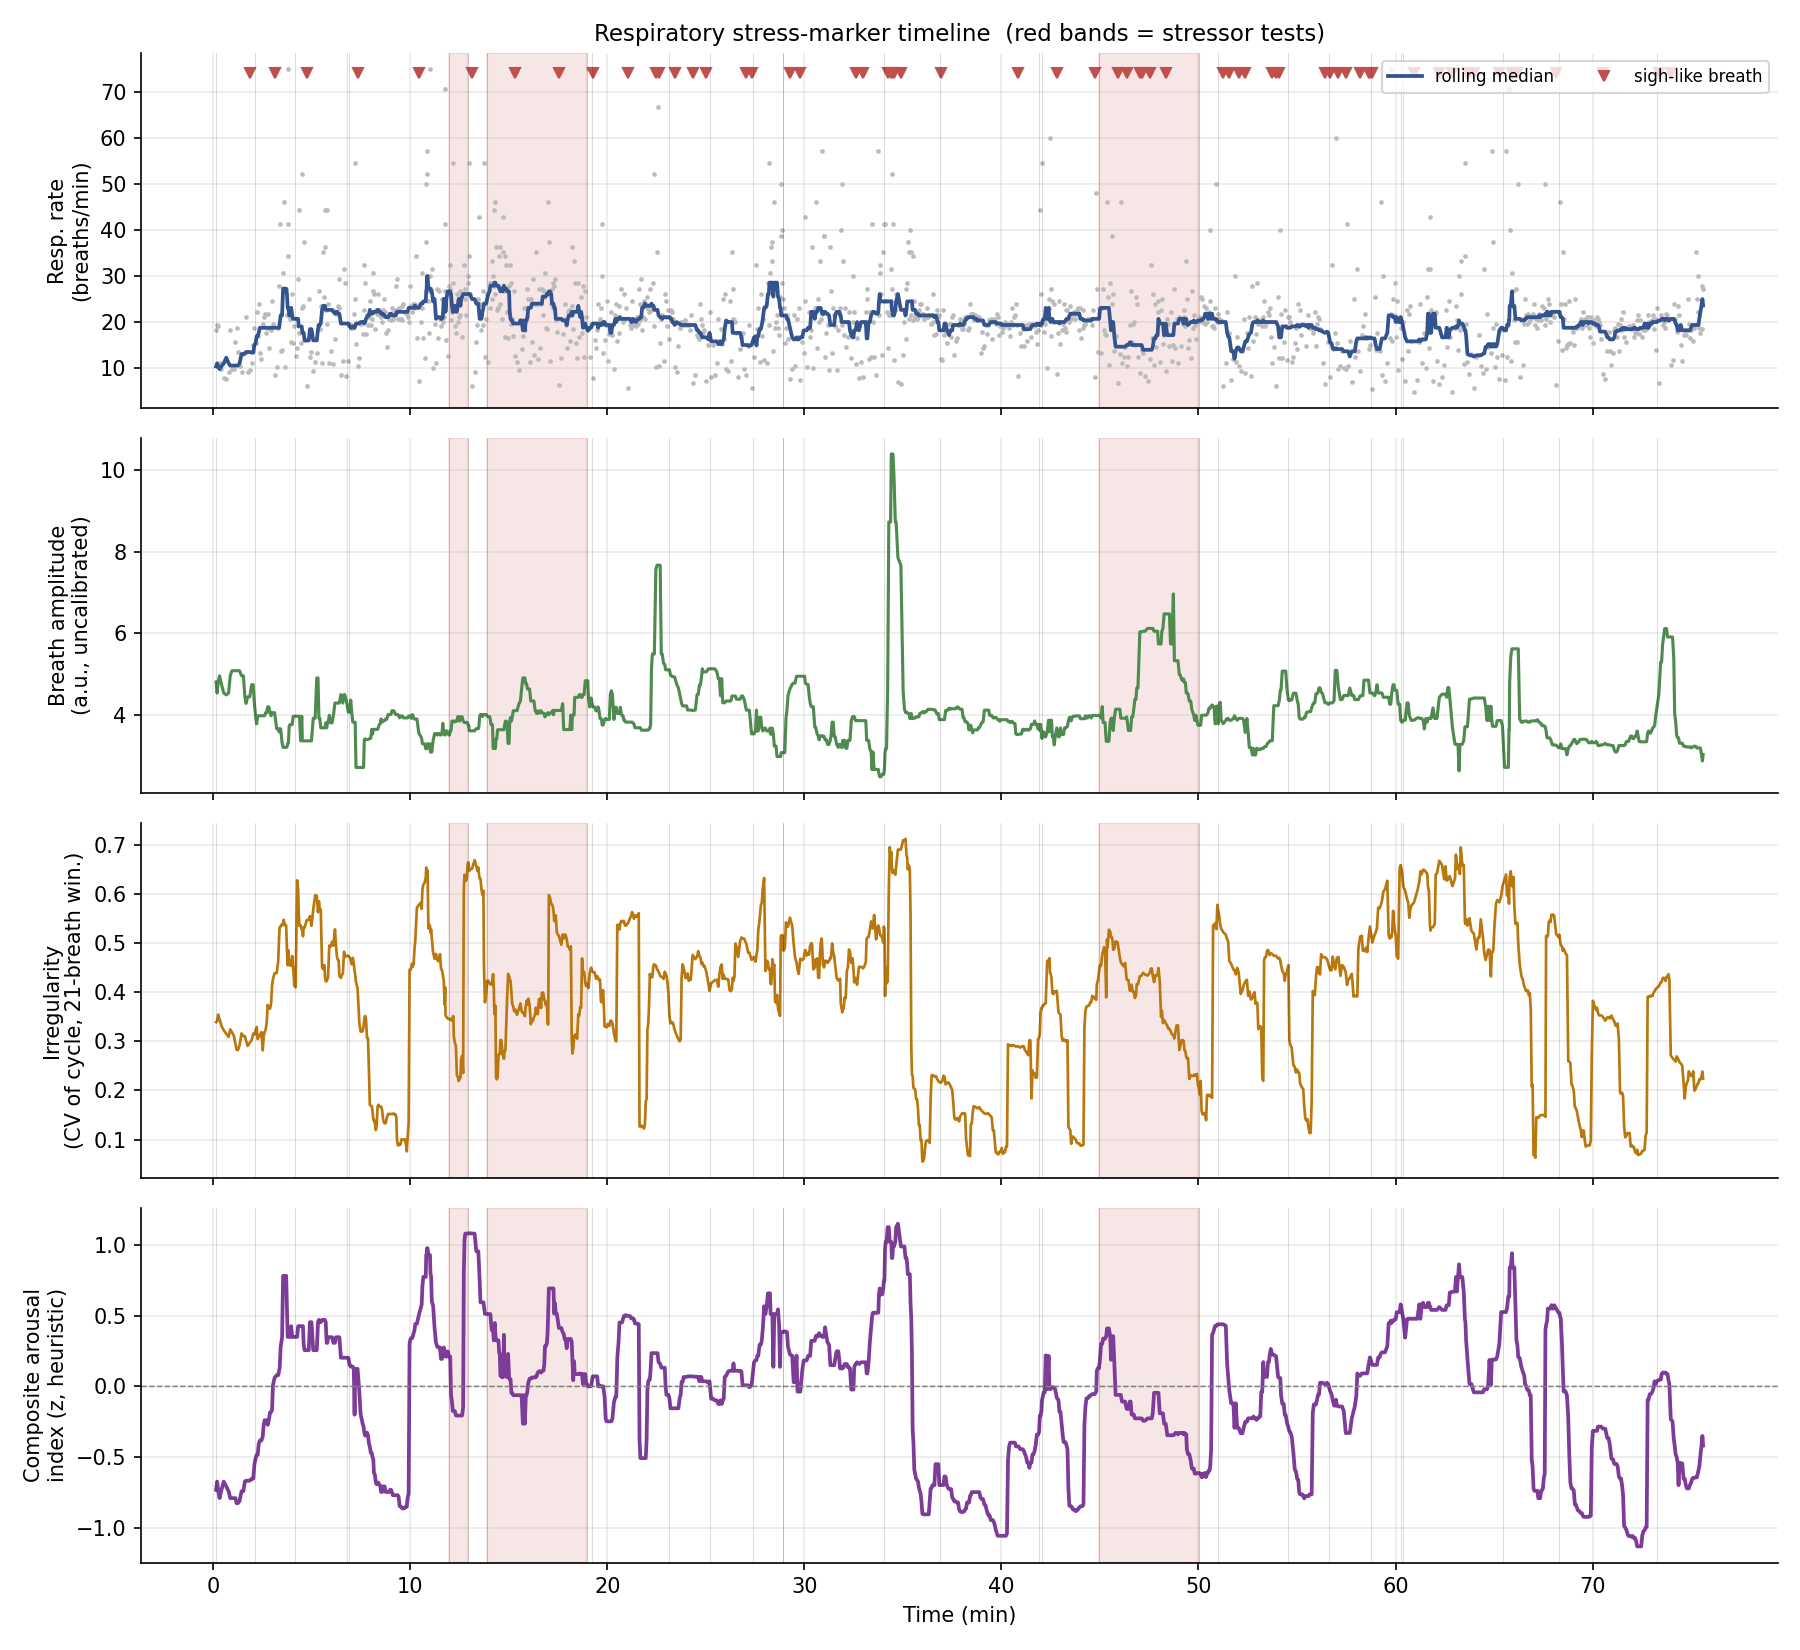 Respiratory stress-marker timeline  (red bands = stressor tests)
rolling median
sigh-like breath
Resp. rate
(breaths/min)
70
60
50
40
30
20
10
Breath amplitude
(a.u., uncalibrated)
10
8
6
4
Irregularity
(CV of cycle, 21-breath win.)
0.7
0.6
0.5
0.4
0.3
0.2
0.1
Composite arousal
index (z, heuristic)
1.0
0.5
0.0
−0.5
−1.0
0 10 20 30 40 50 60 70
Time (min)